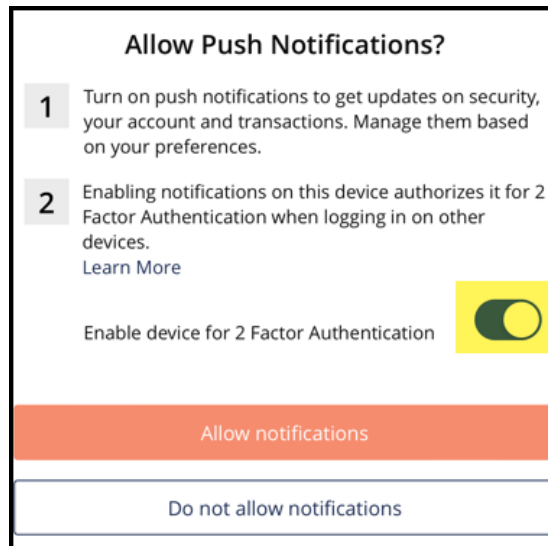 Allow Push Notifications?
1 Turn on push notifications to get updates on security,
your account and transactions. Manage them based
on your preferences.
2 Enabling notifications on this device authorizes it for 2
Factor Authentication when logging in on other
devices.
Learn More
Enable device for 2 Factor Authentication
Allow notifications
Do not allow notifications